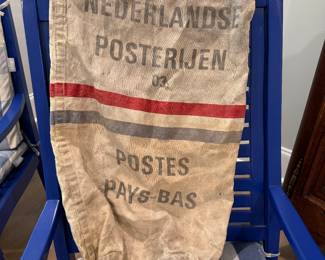 NEDERLANDSE
POSTERIJEN
03.
POSTES
PAYS-BAS